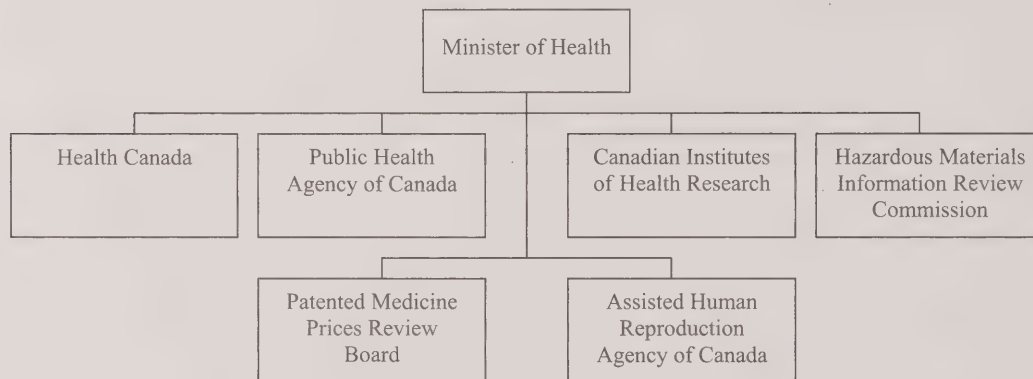 Minister of Health
Health Canada
Public Health
Agency of Canada
Canadian Institutes
of Health Research
Hazardous Materials
Information Review
Commission
Patented Medicine
Prices Review
Board
Assisted Human
Reproduction
Agency of Canada